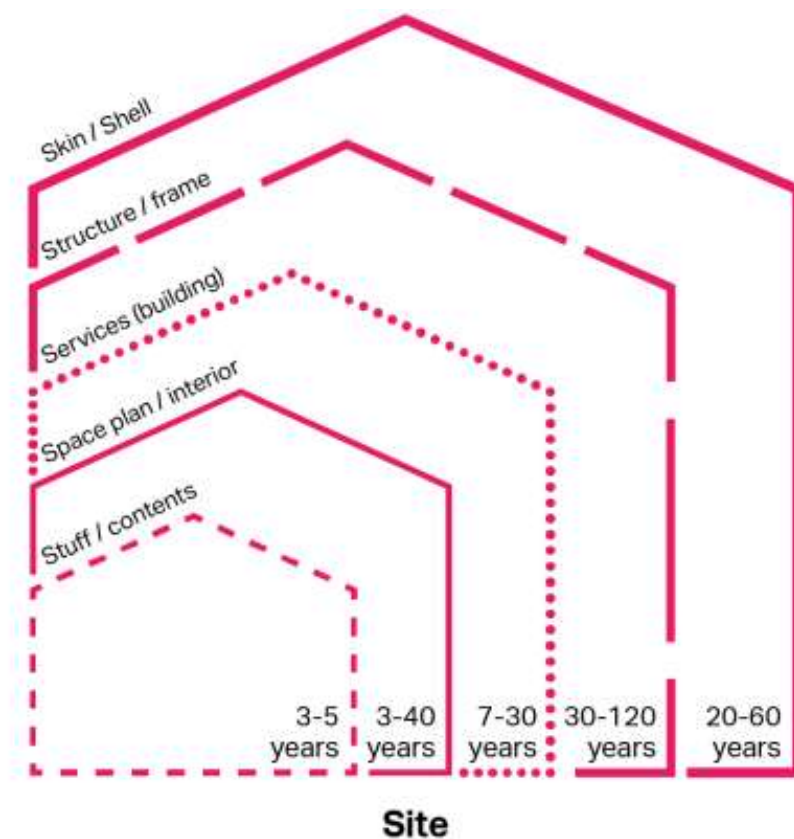 Skin / Shell
Structure / frame
Services (building)
Space plan / interior
Stuff / contents
3-5 years
3-40 years
7-30 years
30-120 years
20-60 years
Site